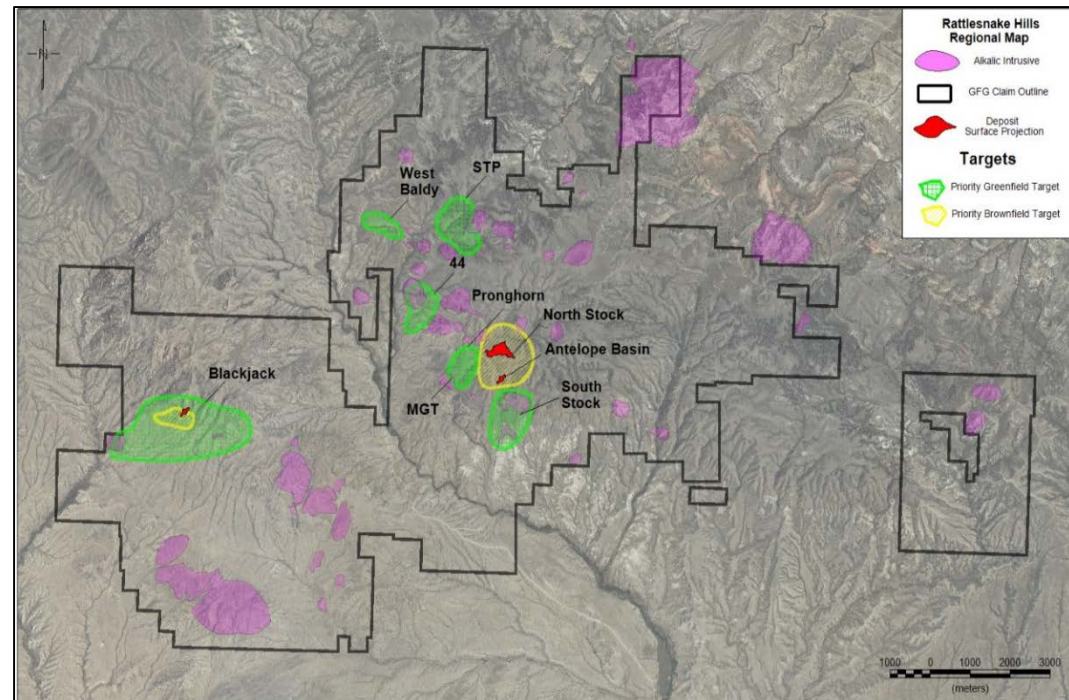 N
Rattlesnake Hills
Regional Map
Alkalic Intrusive
GFG Claim Outline
Deposit
Surface Projection
Targets
Priority Greenfield Target
Priority Brownfield Target
West
Baldy
STP
44
Pronghorn
North Stock
Antelope Basin
Blackjack
MGT
South
Stock
1000 0 1000 2000 3000
(meters)